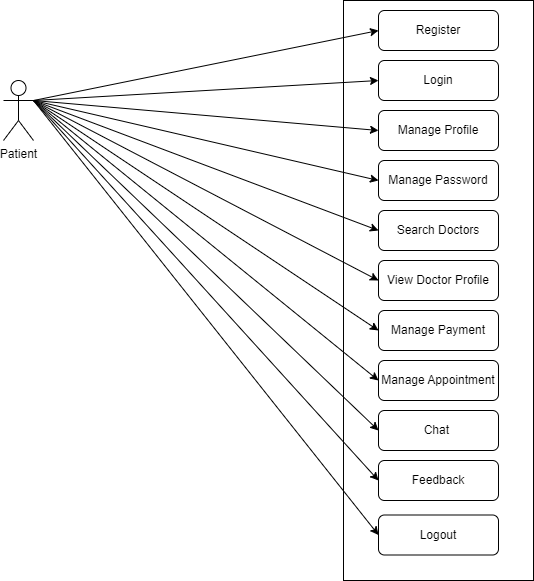 Register
Login
Manage Profile
Patient
Manage Password
Search Doctors
View Doctor Profile
Manage Payment
Manage Appointment
Chat
Feedback
Logout